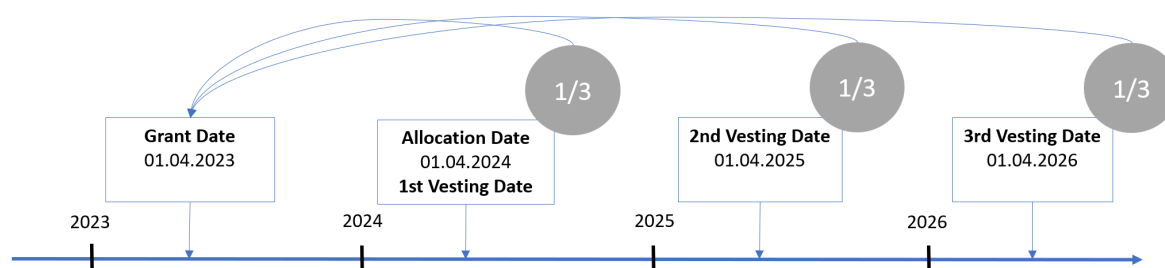 1/3
1/3
1/3
Grant Date
01.04.2023
Allocation Date
01.04.2024
1st Vesting Date
2nd Vesting Date
01.04.2025
3rd Vesting Date
01.04.2026
2023
2024
2025
2026